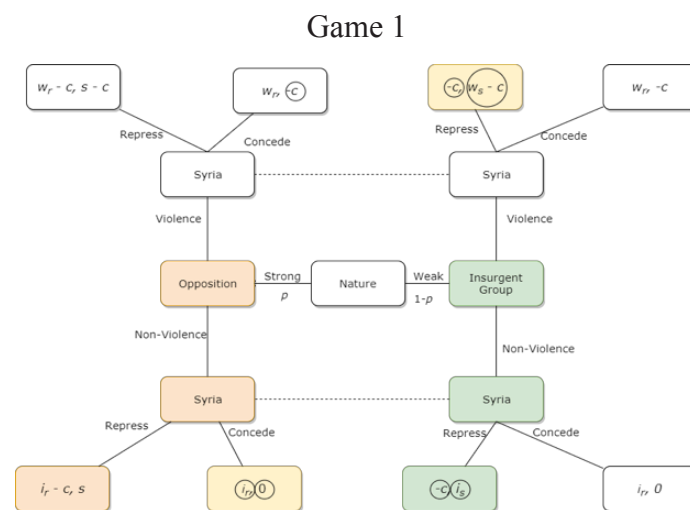 Game 1
w_r - c, s - c
w_r, -c
-c, w_s - c
w_r, -c
Repress
Concede
Repress
Concede
Syria
Syria
Violence
Violence
Opposition
Strong
p
Nature
Weak
1-p
Insurgent
Group
Non-Violence
Non-Violence
Syria
Syria
Repress
Concede
Repress
Concede
i_r - c, s
i_r, 0
-c, i_s
i_r, 0